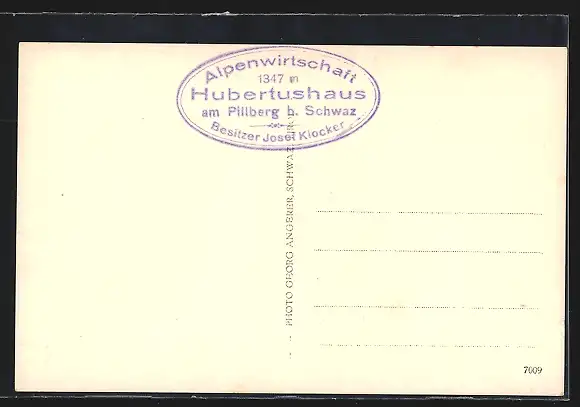 Alpenwirtschaft
1347 m
Hubertushaus
am Pillberg b. Schwaz
Besitzer Josef Klocker
PHOTO GEORG ANGERER, SCHWAZ
7009